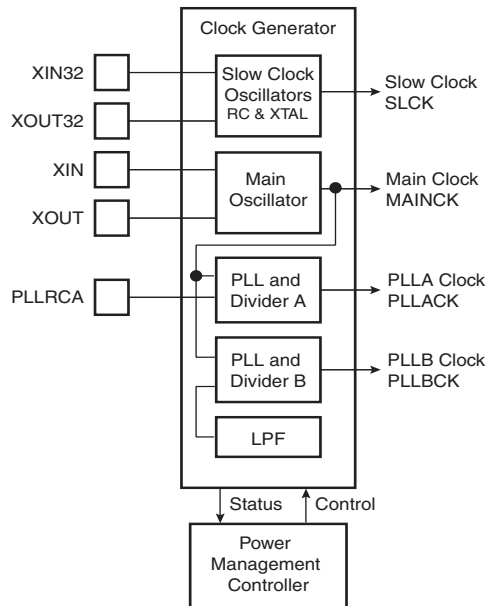 Clock Generator
XIN32
XOUT32
Slow Clock
Oscillators
RC & XTAL
Slow Clock
SLCK
XIN
XOUT
Main
Oscillator
Main Clock
MAINCK
PLLRCA
PLL and
Divider A
PLLA Clock
PLLACK
PLL and
Divider B
PLLB Clock
PLLBCK
LPF
Status
Control
Power
Management
Controller